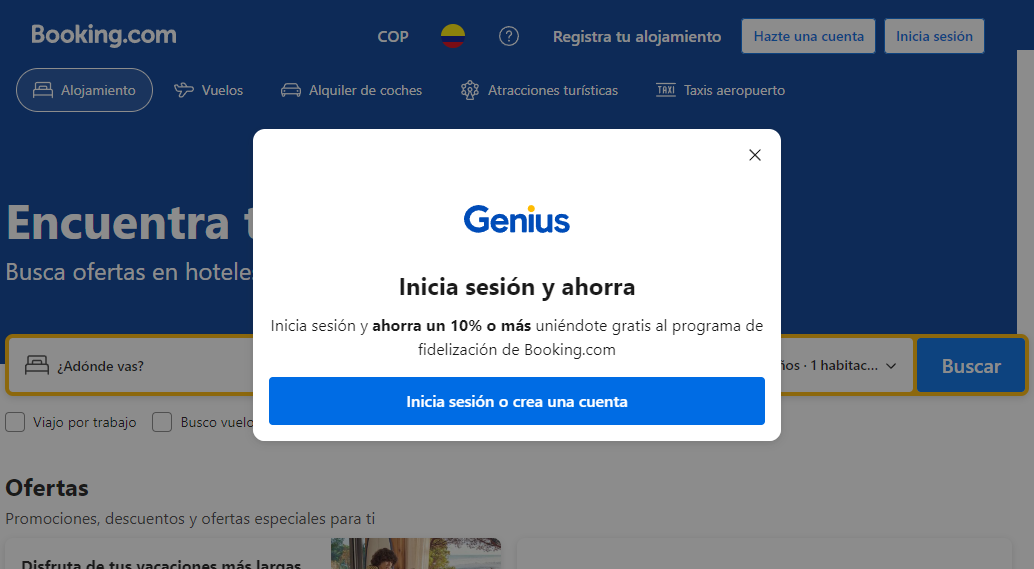 Booking.com
COP
Registra tu alojamiento
Hazte una cuenta
Inicia sesión
Alojamiento
Vuelos
Alquiler de coches
Atracciones turísticas
TAXI
Taxis aeropuerto
Genius
Inicia sesión y ahorra
Inicia sesión y ahorra un 10% o más uniéndote gratis al programa de
fidelización de Booking.com
Inicia sesión o crea una cuenta
Encuentra
Busca ofertas en hoteles
¿Adónde vas?
· 1 habitac...
Buscar
Viajo por trabajo
Busco
Ofertas
Promociones, descuentos y ofertas especiales para ti
Disfruta de tus vacaciones más largas